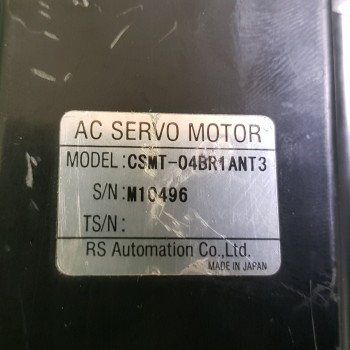 AC SERVO MOTOR
MODEL: CSMT-04BR1ANT3
S/N: M10496
TS/N:
RS Automation Co., Ltd.
MADE IN JAPAN